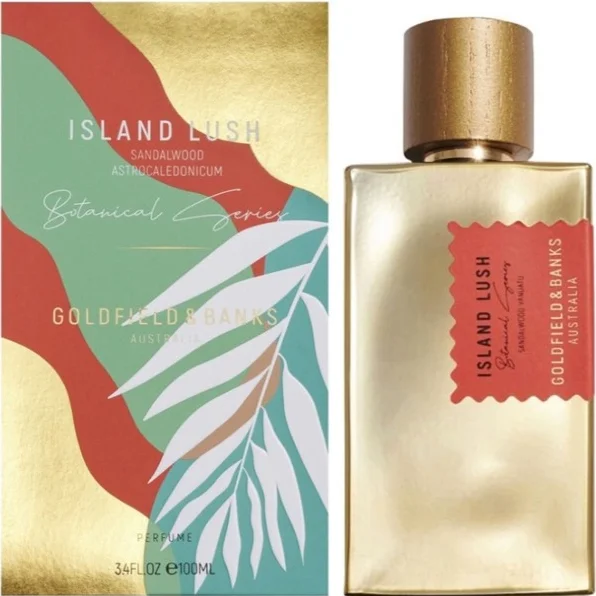 ISLAND LUSH
SANDALWOOD
ASTROCALEDONICUM
Botanical Series
GOLDFIELD & BANKS
AUSTRALIA
PERFUME
3.4FL.OZ ℮100ML
ISLAND LUSH
Botanical Series
SANDALWOOD VANUATU
GOLDFIELD & BANKS
AUSTRALIA